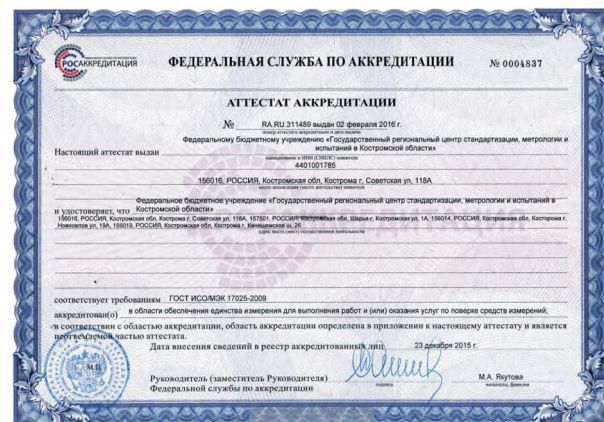 РОСАККРЕДИТАЦИЯ
ФЕДЕРАЛЬНАЯ СЛУЖБА ПО АККРЕДИТАЦИИ № 0004837
АТТЕСТАТ АККРЕДИТАЦИИ
№ RA.RU.311489 выдан 02 февраля 2016 г.
номер аттестата аккредитации и дата выдачи
Настоящий аттестат выдан Федеральному бюджетному учреждению «Государственный региональный центр стандартизации, метрологии и
испытаний в Костромской области»
наименование и ИНН (СНИЛС) заявителя
4401001785
156016, РОССИЯ, Костромская обл, Кострома г, Советская ул, 118А
место нахождения (место жительства) заявителя
и удостоверяет, что Федеральное бюджетное учреждение «Государственный региональный центр стандартизации, метрологии и испытаний в
Костромской области»
156016, РОССИЯ, Костромская обл, Кострома г, Советская ул, 118А, 157501, РОССИЯ, Костромская обл, Шарья г, Костромская ул, 1А, 156014, РОССИЯ, Костромская обл, Кострома г,
Новоселов ул, 19А, 156019, РОССИЯ, Костромская обл, Кострома г, Кинешемское ш, 26
адрес места (мест) осуществления деятельности
соответствует требованиям ГОСТ ИСО/МЭК 17025-2009
аккредитован(о) в области обеспечения единства измерения для выполнения работ и (или) оказания услуг по поверке средств измерений;
в соответствии с областью аккредитации, область аккредитации определена в приложении к настоящему аттестату и является
неотъемлемой частью аттестата.
Дата внесения сведений в реестр аккредитованных лиц 23 декабря 2015 г.
М.П.
Руководитель (заместитель Руководителя)
Федеральной службы по аккредитации
подпись
М.А. Якутова
инициалы, фамилия